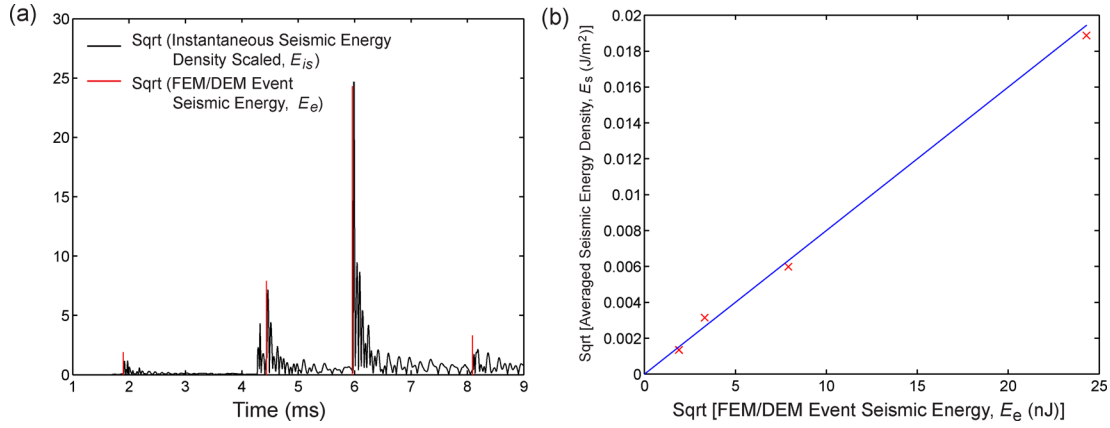 (a)
30
25
20
15
10
5
0
Sqrt (Instantaneous Seismic Energy
Density Scaled, Eis)
Sqrt (FEM/DEM Event
Seismic Energy, Ee)
1 2 3 4 5 6 7 8 9
Time (ms)
(b)
Sqrt [Averaged Seismic Energy Density, Es (J/m²)]
0.02
0.018
0.016
0.014
0.012
0.01
0.008
0.006
0.004
0.002
0
0 5 10 15 20 25
Sqrt [FEM/DEM Event Seismic Energy, Ee (nJ)]